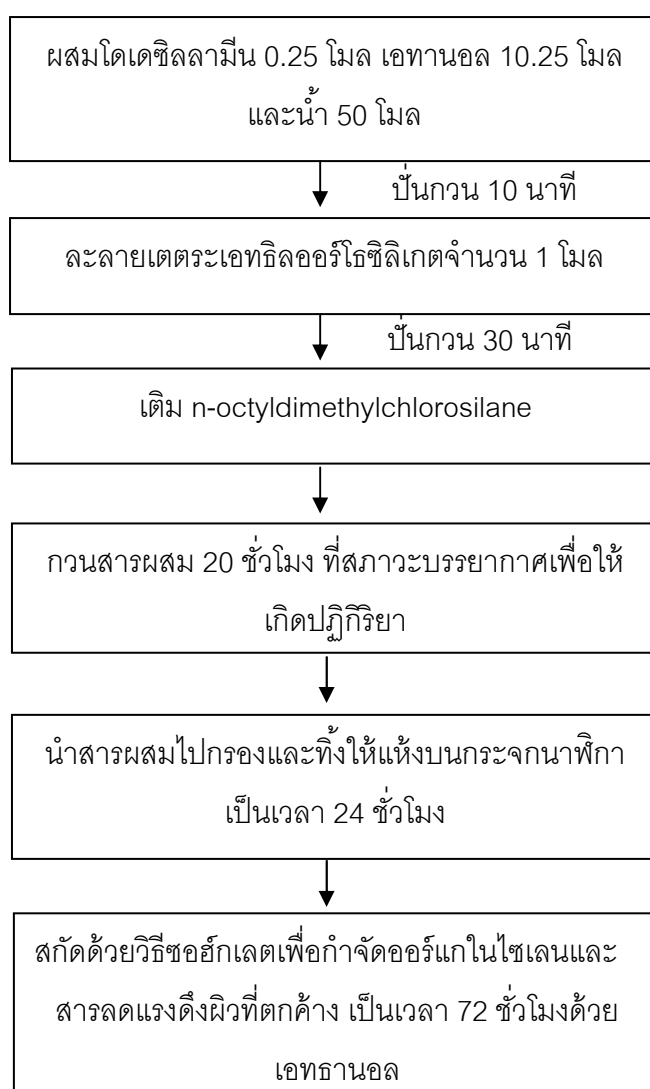 ผสมโดเดซิลลามีน 0.25 โมล เอทานอล 10.25 โมล
และน้ำ 50 โมล
ปั่นกวน 10 นาที
ละลายเตตระเอทธิลออร์โธซิลิเกตจำนวน 1 โมล
ปั่นกวน 30 นาที
เติม n-octyldimethylchlorosilane
กวนสารผสม 20 ชั่วโมง ที่สภาวะบรรยากาศเพื่อให้
เกิดปฏิกิริยา
นำสารผสมไปกรองและทิ้งให้แห้งบนกระจกนาฬิกา
เป็นเวลา 24 ชั่วโมง
สกัดด้วยวิธีซอฮ์กเลตเพื่อกำจัดออร์แกโนไซเลนและ
สารลดแรงตึงผิวที่ตกค้าง เป็นเวลา 72 ชั่วโมงด้วย
เอทธานอล